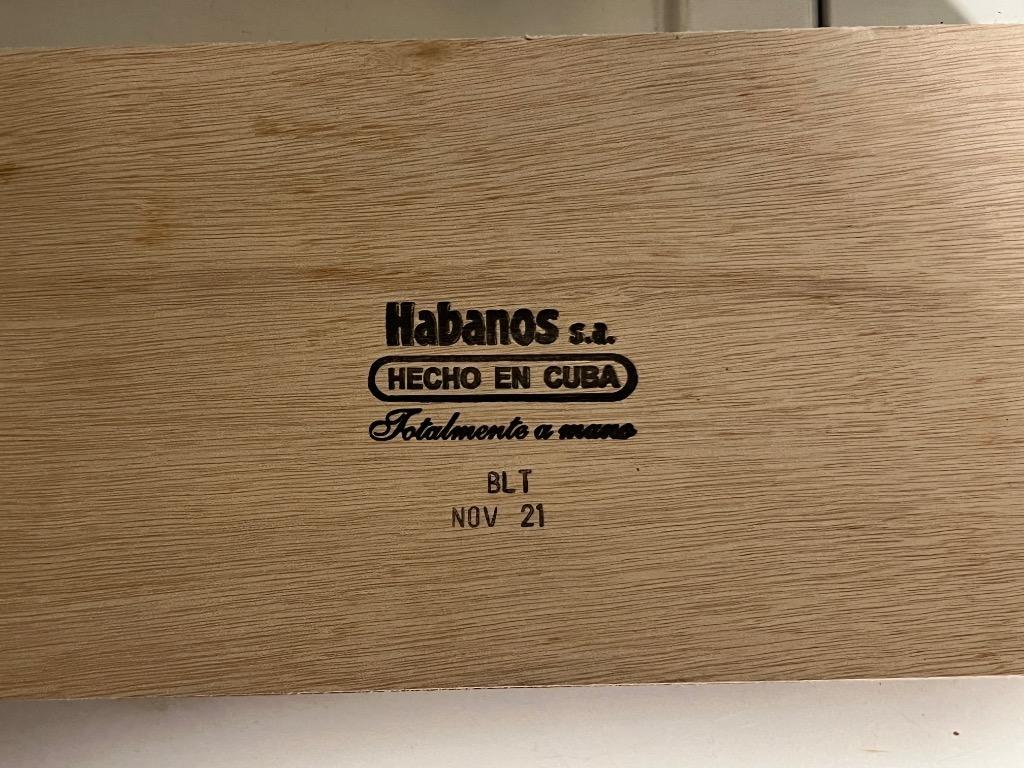 Habanos s.a.
HECHO EN CUBA
Totalmente a mano
BLT
NOV 21